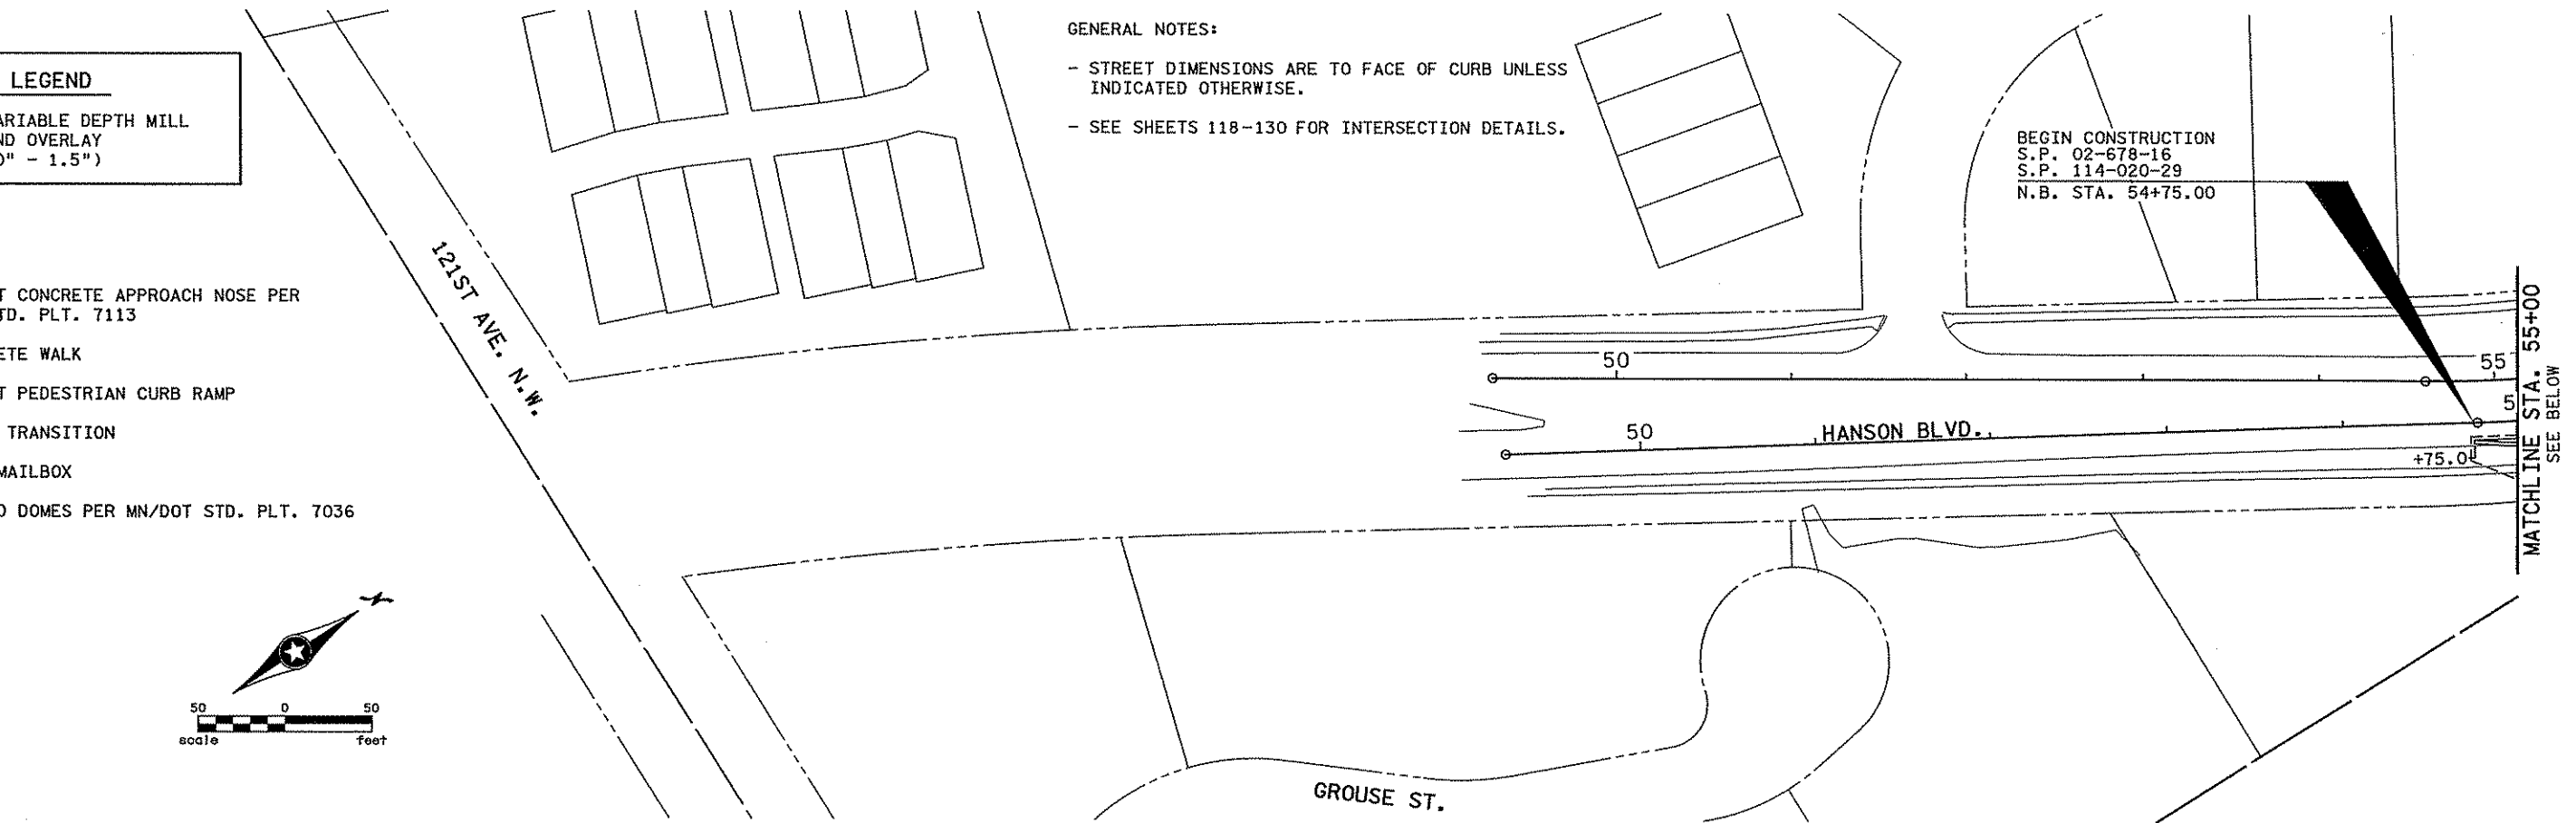 LEGEND
ARIABLE DEPTH MILL
ND OVERLAY
0" - 1.5")
T CONCRETE APPROACH NOSE PER
TD. PLT. 7113
ETE WALK
T PEDESTRIAN CURB RAMP
TRANSITION
MAILBOX
D DOMES PER MN/DOT STD. PLT. 7036
50 0 50
scale feet
121ST AVE. N.W.
GENERAL NOTES:
- STREET DIMENSIONS ARE TO FACE OF CURB UNLESS
INDICATED OTHERWISE.
- SEE SHEETS 118-130 FOR INTERSECTION DETAILS.
BEGIN CONSTRUCTION
S.P. 02-678-16
S.P. 114-020-29
N.B. STA. 54+75.00
50
55
50
HANSON BLVD.
5
+75.0
MATCHLINE STA. 55+00
SEE BELOW
GROUSE ST.